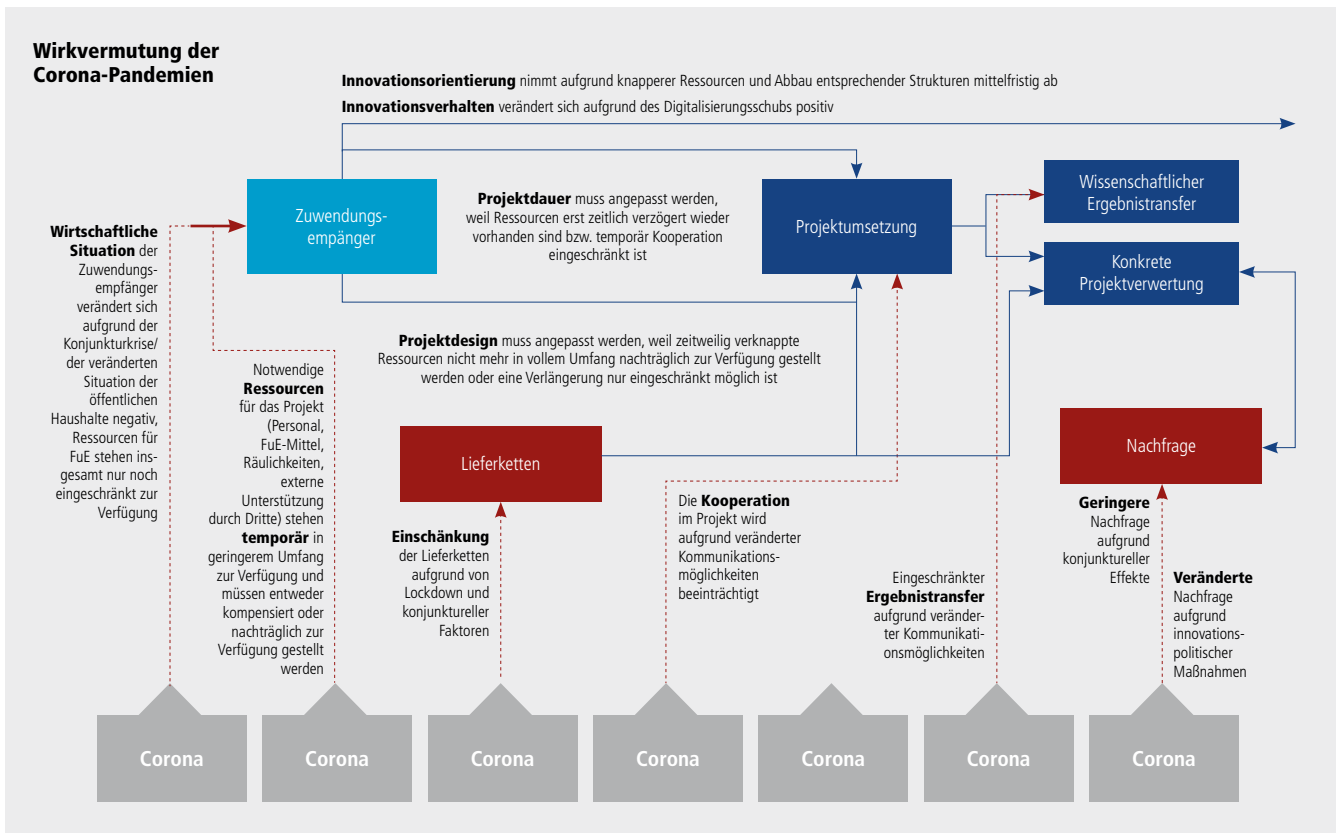 Wirkvermutung der
Corona-Pandemien
Innovationsorientierung nimmt aufgrund knapperer Ressourcen und Abbau entsprechender Strukturen mittelfristig ab
Innovationsverhalten verändert sich aufgrund des Digitalisierungsschubs positiv
Zuwendungs-
empfänger
Projektdauer muss angepasst werden,
weil Ressourcen erst zeitlich verzögert wieder
vorhanden sind bzw. temporär Kooperation
eingeschränkt ist
Projektumsetzung
Wissenschaftlicher
Ergebnistransfer
Konkrete
Projektverwertung
Wirtschaftliche
Situation der
Zuwendungs-
empfänger
verändert sich
aufgrund der
Konjunkturkrise/
der veränderten
Situation der
öffentlichen
Haushalte negativ,
Ressourcen für
FuE stehen ins-
gesamt nur noch
eingeschränkt zur
Verfügung
Notwendige
Ressourcen
für das Projekt
(Personal,
FuE-Mittel,
Räulichkeiten,
externe
Unterstützung
durch Dritte) stehen
temporär in
geringerem Umfang
zur Verfügung und
müssen entweder
kompensiert oder
nachträglich zur
Verfügung gestellt
werden
Projektdesign muss angepasst werden, weil zeitweilig verknappte
Ressourcen nicht mehr in vollem Umfang nachträglich zur Verfügung gestellt
werden oder eine Verlängerung nur eingeschränkt möglich ist
Lieferketten
Nachfrage
Einschänkung
der Lieferketten
aufgrund von
Lockdown und
konjunktureller
Faktoren
Die Kooperation
im Projekt wird
aufgrund veränderter
Kommunikations-
möglichkeiten
beeinträchtigt
Eingeschränkter
Ergebnistransfer
aufgrund veränder-
ter Kommunikati-
onsmöglichkeiten
Geringere
Nachfrage
aufgrund
konjunktureller
Effekte
Veränderte
Nachfrage
aufgrund
innovations-
politischer
Maßnahmen
Corona
Corona
Corona
Corona
Corona
Corona
Corona